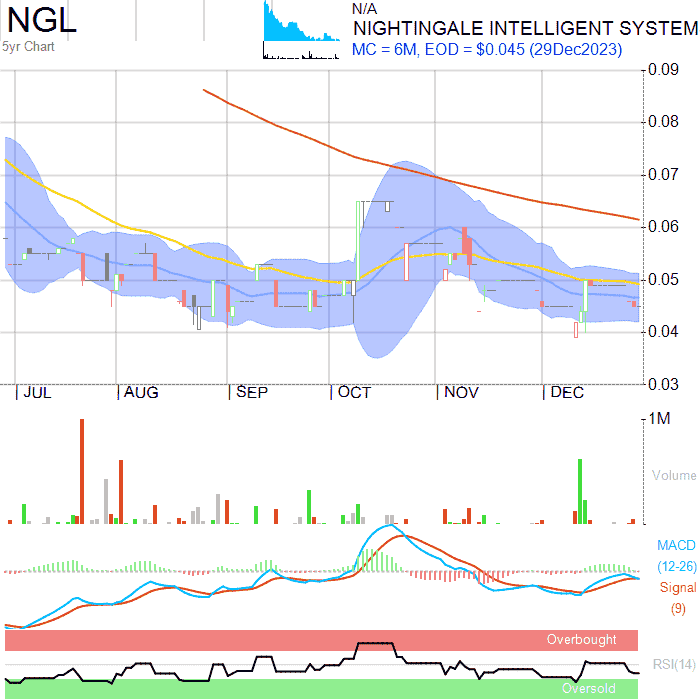 NGL
5yr Chart
N/A
NIGHTINGALE INTELLIGENT SYSTEM
MC = 6M, EOD = $0.045 (29Dec2023)
0.09
0.08
0.07
0.06
0.05
0.04
0.03
JUL AUG SEP OCT NOV DEC
1M
Volume
MACD
(12-26)
Signal
(9)
Overbought
RSI(14)
Oversold